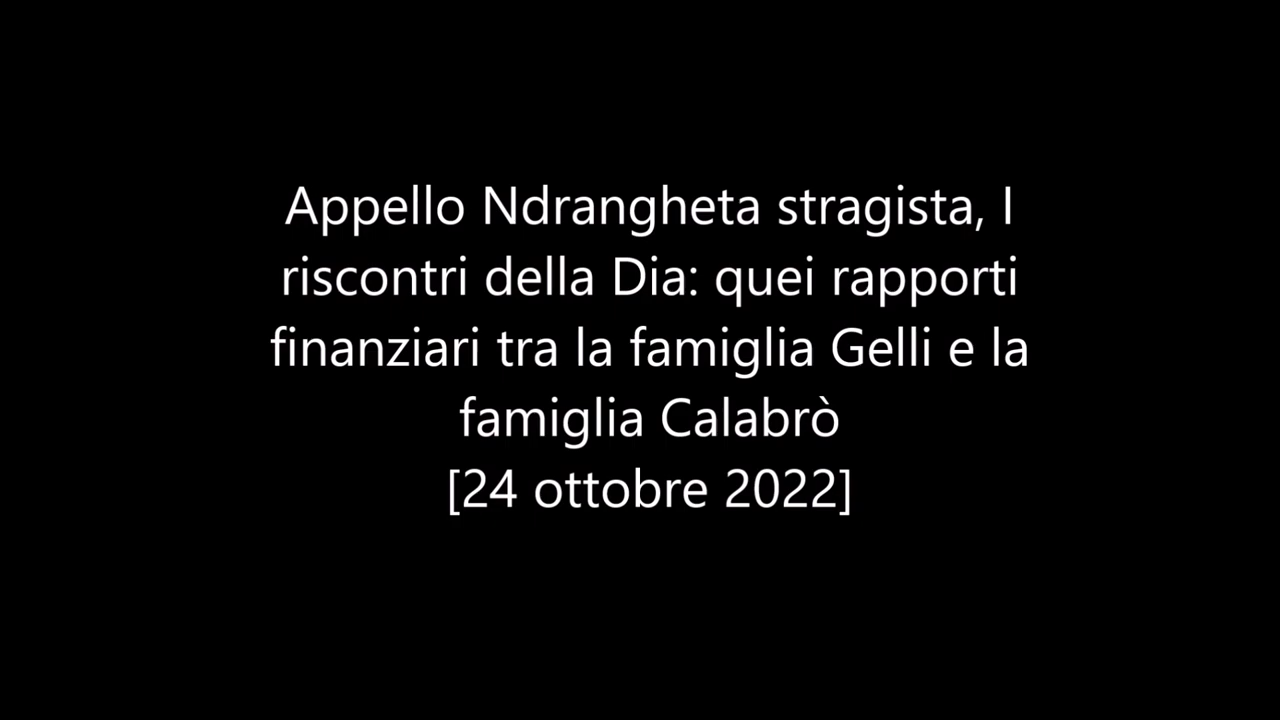 Appello Ndrangheta stragista, I
riscontri della Dia: quei rapporti
finanziari tra la famiglia Gelli e la
famiglia Calabrò
[24 ottobre 2022]